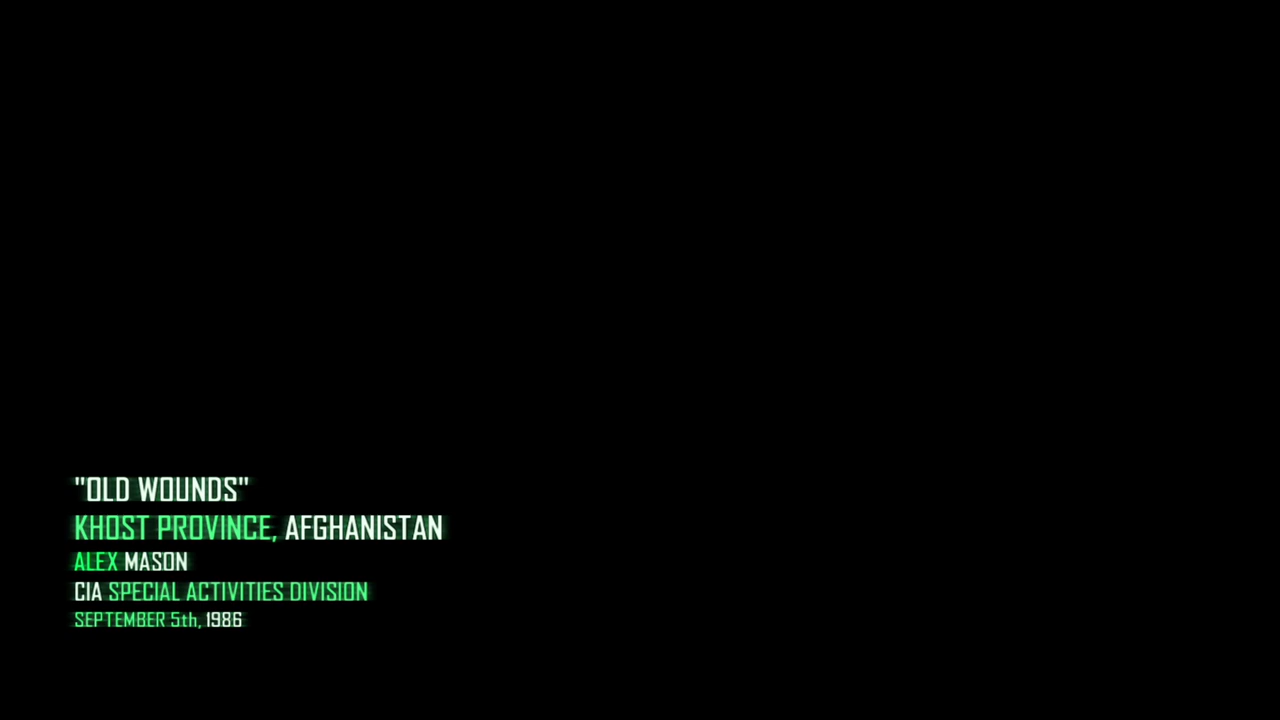 "OLD WOUNDS"
KHOST PROVINCE, AFGHANISTAN
ALEX MASON
CIA SPECIAL ACTIVITIES DIVISION
SEPTEMBER 5th, 1986